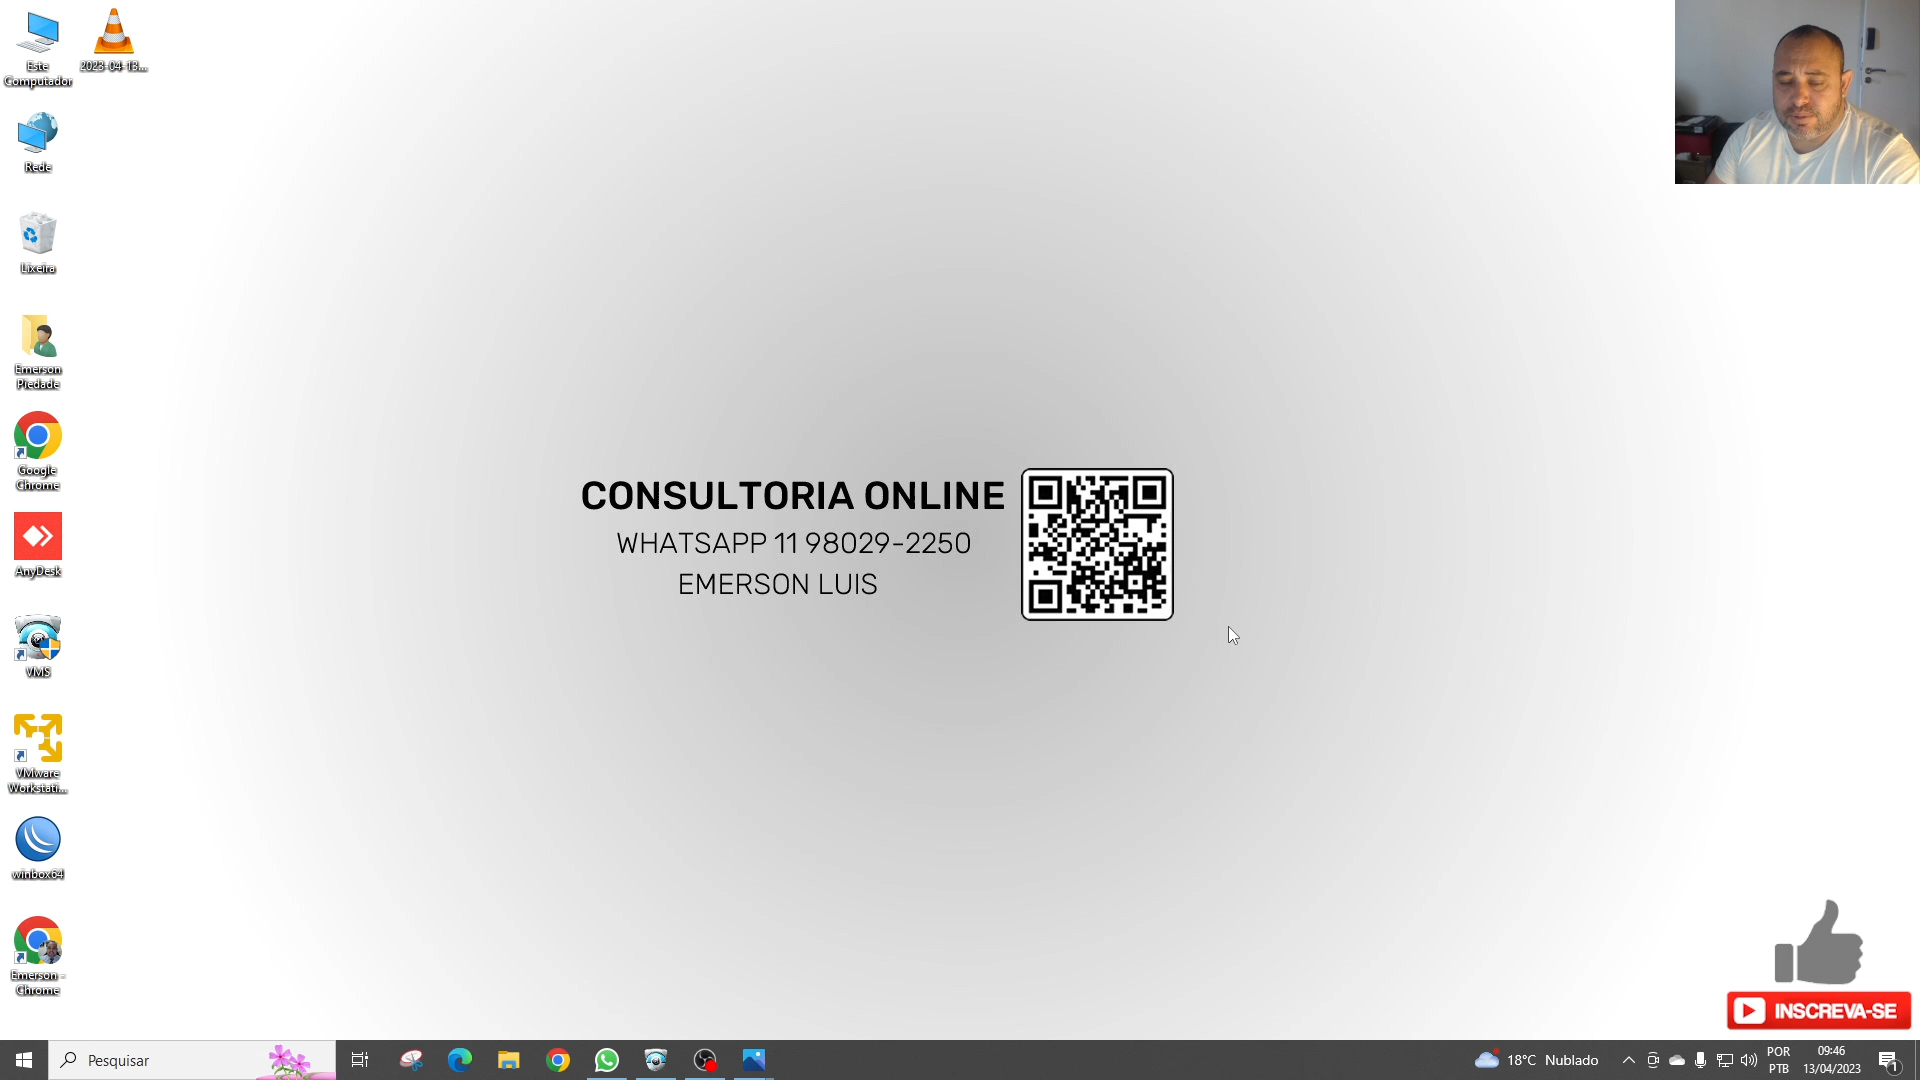 Este
Computador
2023-04-13...
Rede
Lixeira
Emerson
Piedade
Google
Chrome
AnyDesk
VMS
VMware
Workstati...
winbox64
Emerson -
Chrome
CONSULTORIA ONLINE
WHATSAPP 11 98029-2250
EMERSON LUIS
INSCREVA-SE
Pesquisar
18°C Nublado
POR
PTB
09:46
13/04/2023
1